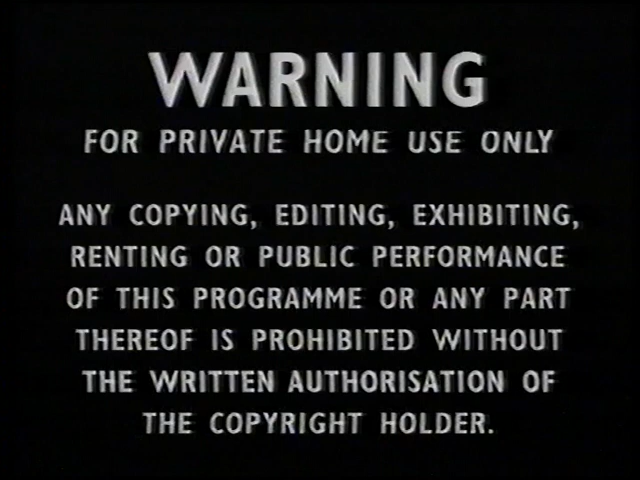 WARNING
FOR PRIVATE HOME USE ONLY
ANY COPYING, EDITING, EXHIBITING,
RENTING OR PUBLIC PERFORMANCE
OF THIS PROGRAMME OR ANY PART
THEREOF IS PROHIBITED WITHOUT
THE WRITTEN AUTHORISATION OF
THE COPYRIGHT HOLDER.